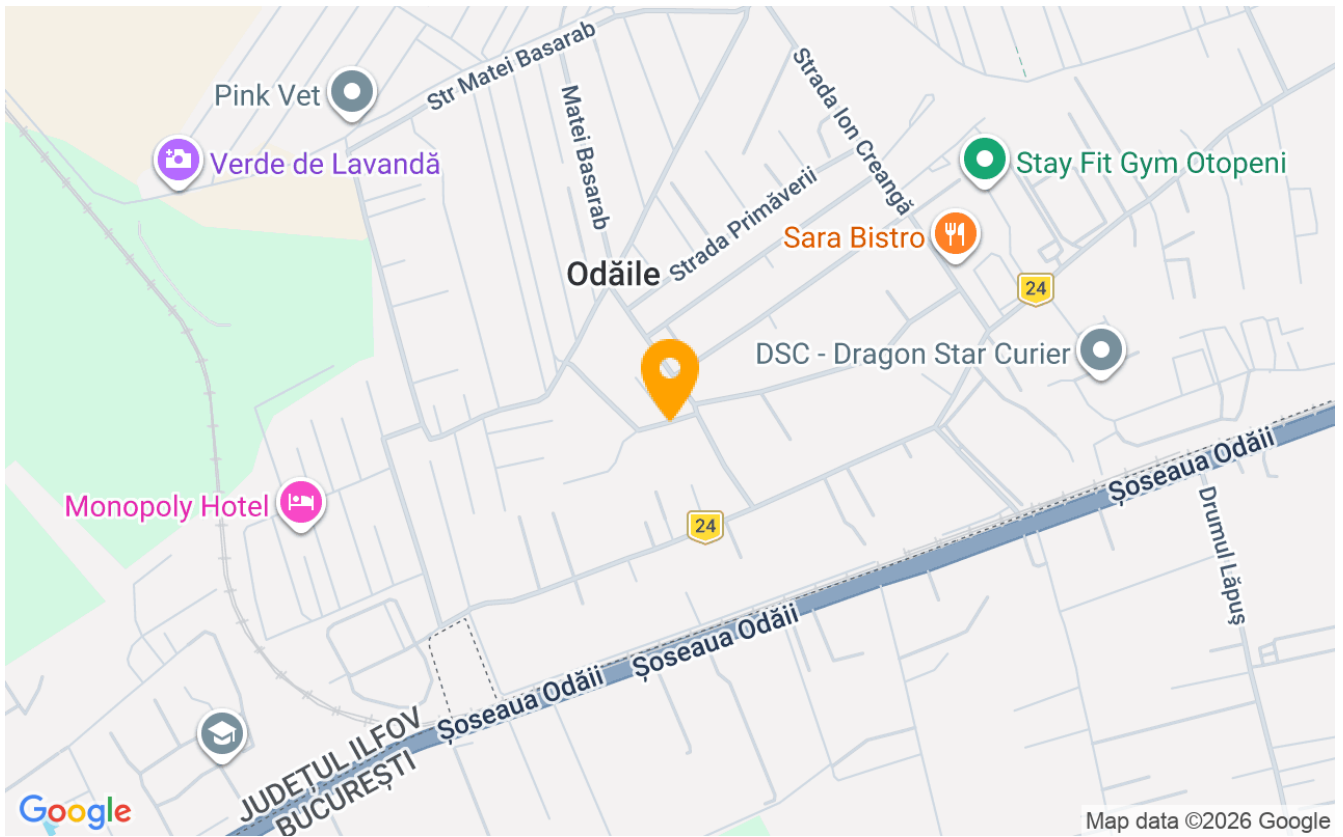 Str Matei Basarab
Pink Vet
Matei Basarab
Strada Ion Creangă
Verde de Lavandă
Stay Fit Gym Otopeni
Strada Primăverii
Sara Bistro
Odăile
24
DSC - Dragon Star Curier
Șoseaua Odăii
Monopoly Hotel
24
Drumul Lăpuș
Șoseaua Odăii
Șoseaua Odăii
JUDEȚUL ILFOV
BUCUREȘTI
Google
Map data ©2026 Google